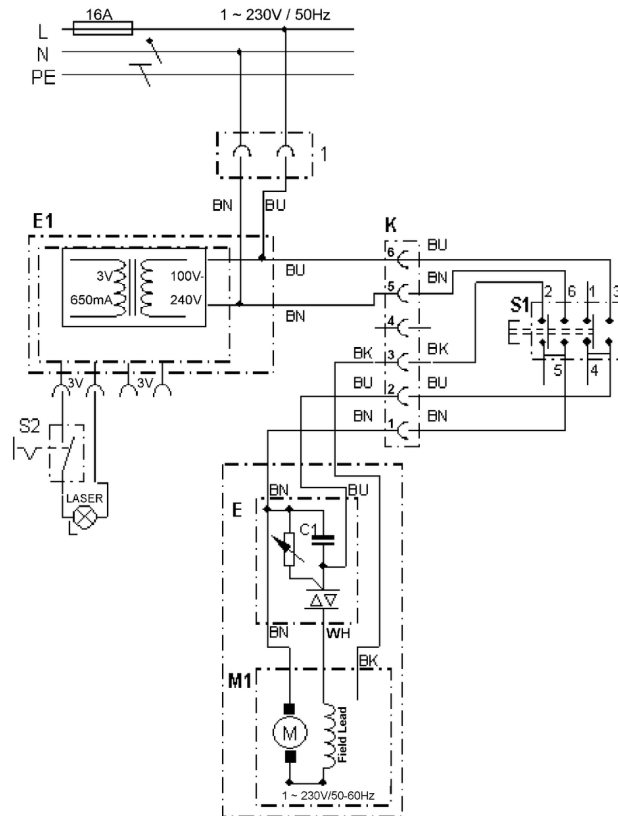 16A 1 ~ 230V / 50Hz
L
N
PE
1
BN BU
E1
K
3V 100V-
650mA 240V
BU
BN
6 BU
5 BN
4
BK 3 BK
BU 2 BU
BN 1 BN
2 6 1 3
S1
5 4
3V 3V
S2
LASER
BN BU
E
C1
BN WH
BK
M1
M
Field Lead
1 ~ 230V/50-60Hz